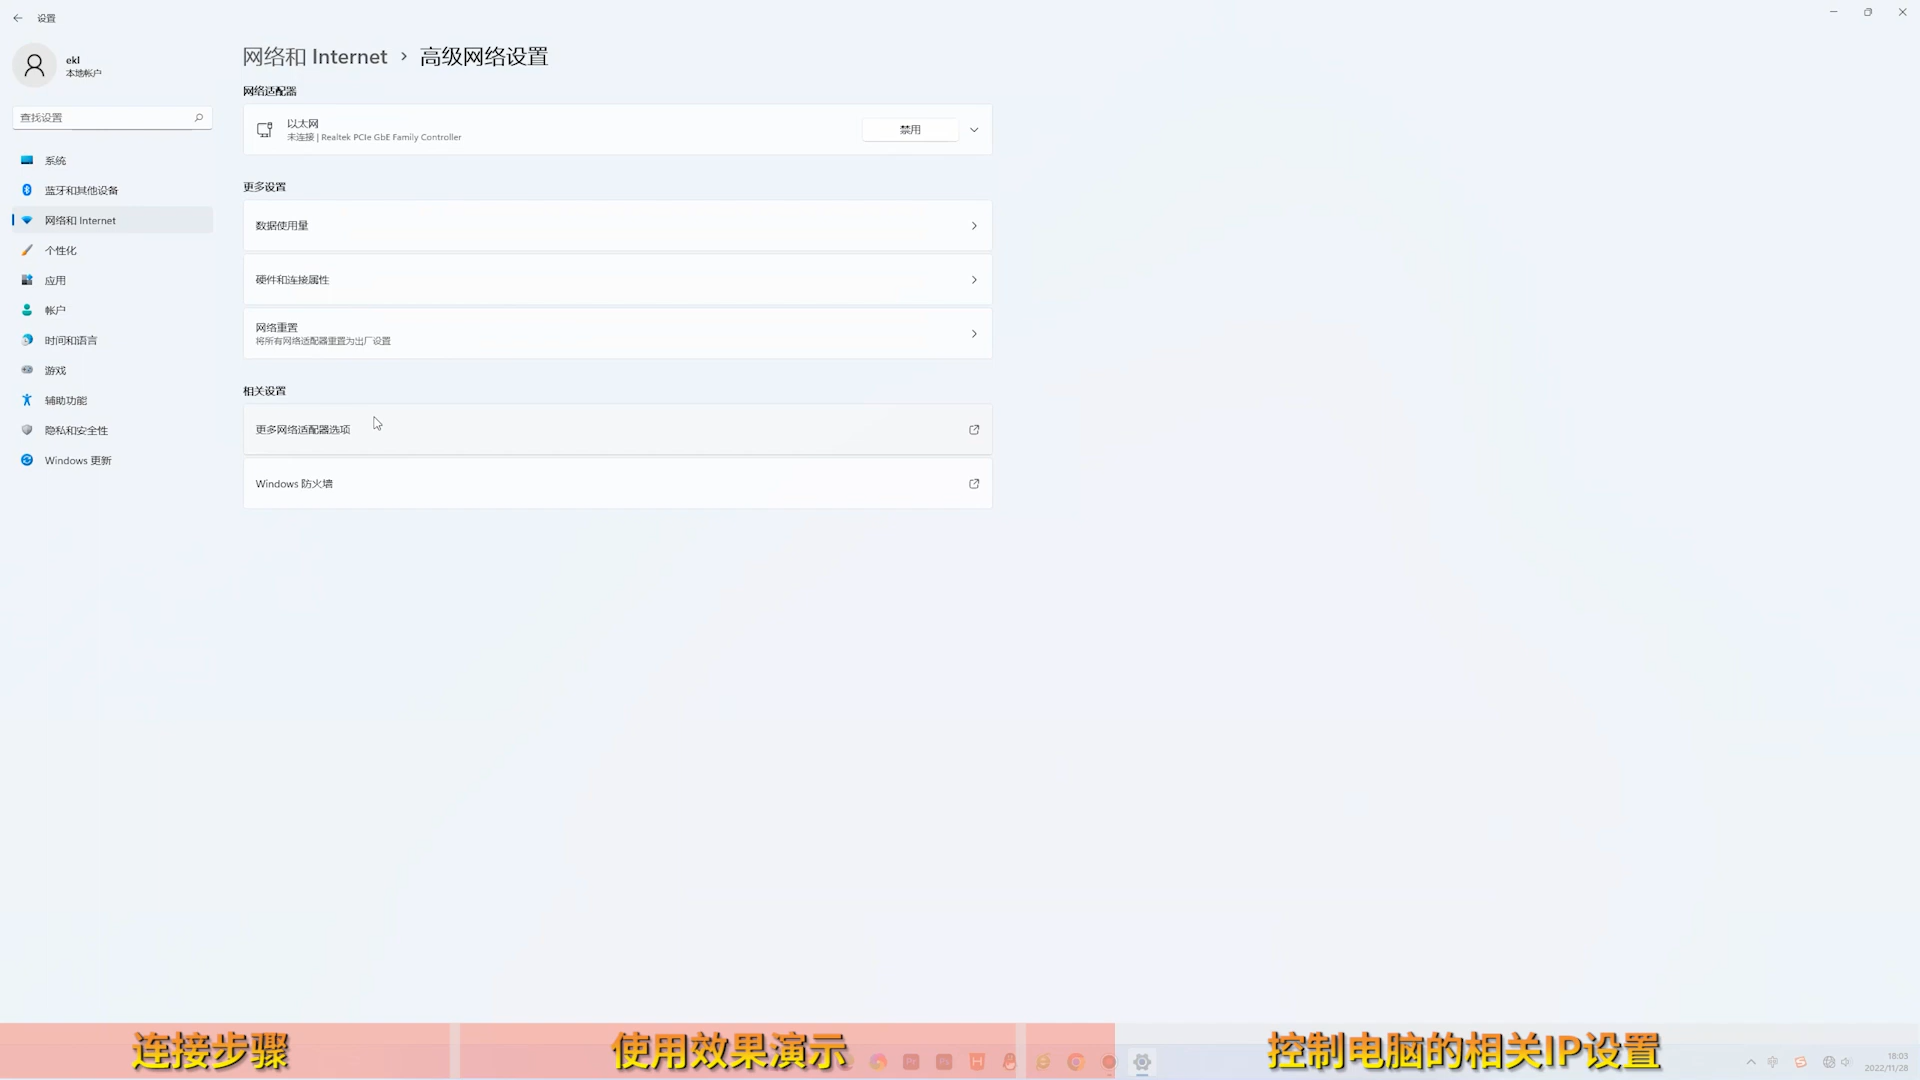 设置
ekl
本地帐户
查找设置
系统
蓝牙和其他设备
网络和 Internet
个性化
应用
帐户
时间和语言
游戏
辅助功能
隐私和安全性
Windows 更新
网络和 Internet › 高级网络设置
网络适配器
以太网
未连接 | Realtek PCIe GbE Family Controller
禁用
更多设置
数据使用量
硬件和连接属性
网络重置
将所有网络适配器重置为出厂设置
相关设置
更多网络适配器选项
Windows 防火墙
连接步骤
使用效果演示
控制电脑的相关IP设置
18:03
2022/11/28